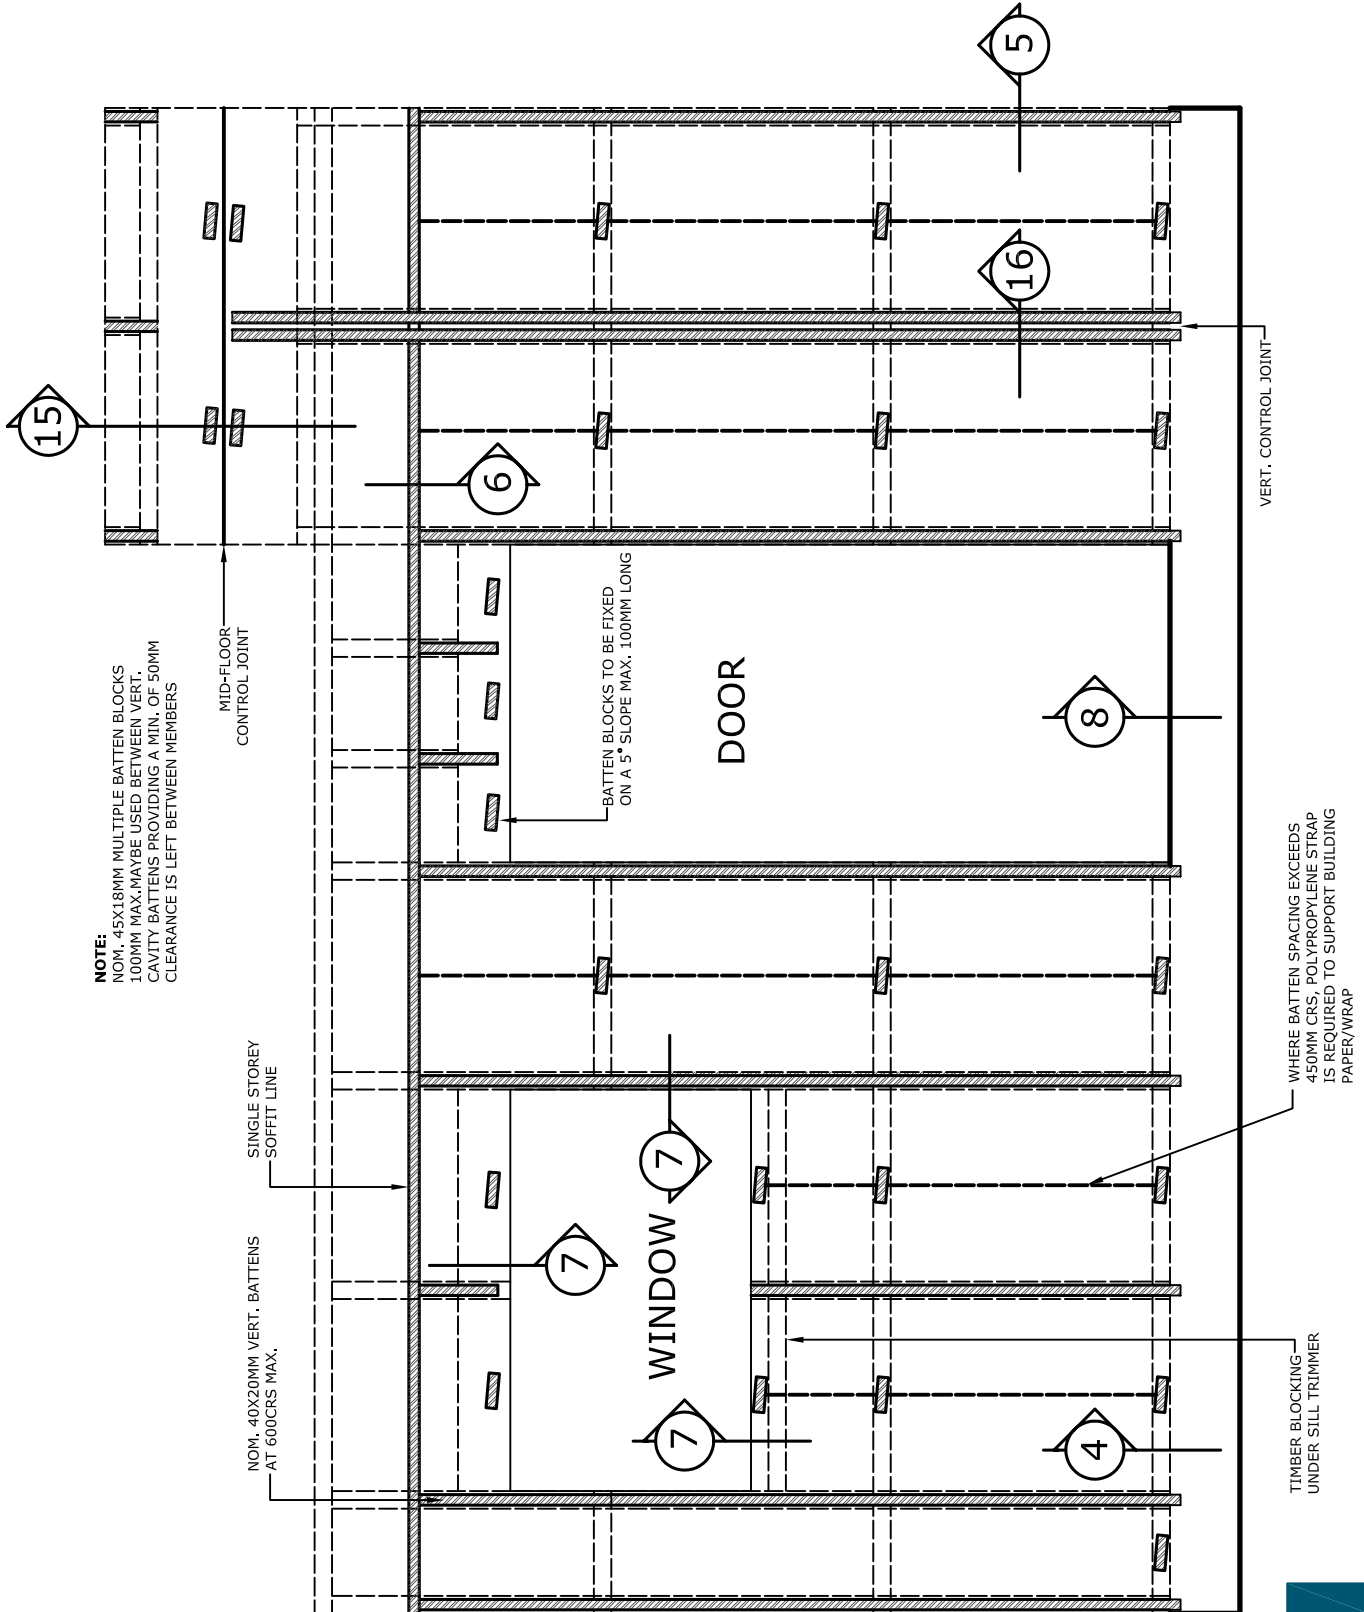 NOTE:
NOM. 45X18MM MULTIPLE BATTEN BLOCKS
100MM MAX.MAYBE USED BETWEEN VERT.
CAVITY BATTENS PROVIDING A MIN. OF 50MM
CLEARANCE IS LEFT BETWEEN MEMBERS
NOM. 40X20MM VERT. BATTENS
AT 600CRS MAX.
SINGLE STOREY
SOFFIT LINE
MID-FLOOR
CONTROL JOINT
15
6
7
7
7
WINDOW
BATTEN BLOCKS TO BE FIXED
ON A 5° SLOPE MAX. 100MM LONG
DOOR
5
16
4
8
TIMBER BLOCKING
UNDER SILL TRIMMER
WHERE BATTEN SPACING EXCEEDS
450MM CRS, POLYPROPYLENE STRAP
IS REQUIRED TO SUPPORT BUILDING
PAPER/WRAP
VERT. CONTROL JOINT